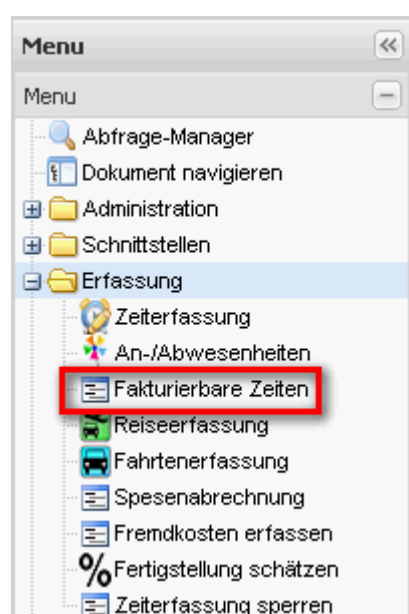 Menu
Menu
Abfrage-Manager
Dokument navigieren
Administration
Schnittstellen
Erfassung
Zeiterfassung
An-/Abwesenheiten
Fakturierbare Zeiten
Reiseerfassung
Fahrtenerfassung
Spesenabrechnung
Fremdkosten erfassen
Fertigstellung schätzen
Zeiterfassung sperren